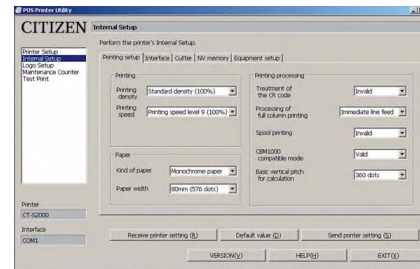 POS Printer Utility
CITIZEN
Internal Setup
Perform the printer's Internal Setup.
Printer Setup
Internal Setup
Logo Setup
Maintenance Counter
Test Print
Printing setup Interface Cutter NV memory Equipment setup
Printing
Printing density Standard density (100%)
Printing speed Printing speed level 9 (100%)
Paper
Kind of paper Monochrome paper
Paper width 80mm (576 dots)
Printing processing
Treatment of the CR code Invalid
Processing of full column printing Immediate line feed
Spool printing Invalid
CBM1000 compatible mode Valid
Basic vertical pitch for calculation 360 dots
Printer
CT-S2000
Interface
COM1
Receive printer setting (R) Default value (D) Send printer setting (S)
VERSION(V) HELP(H) EXIT(X)